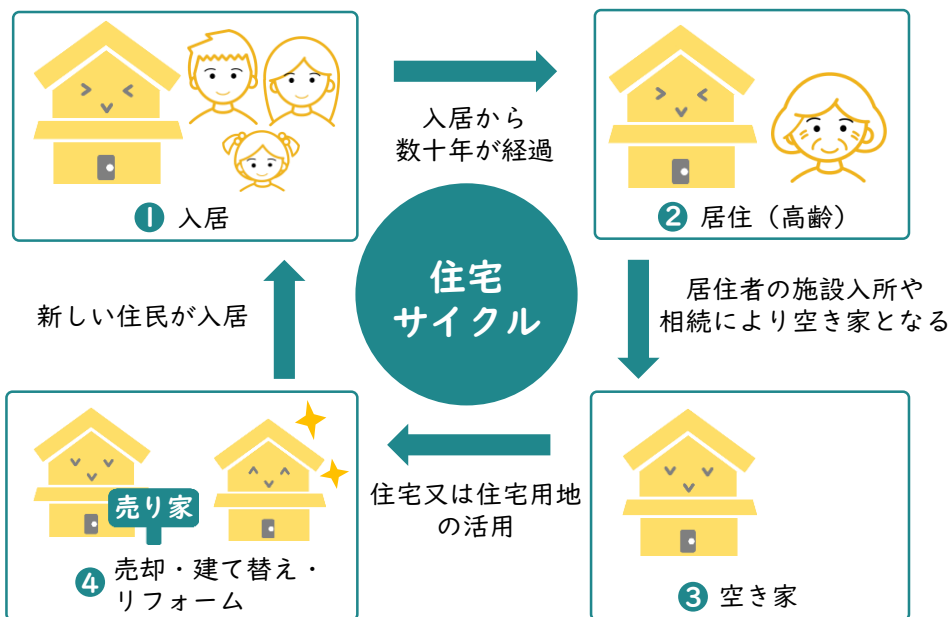 ❶ 入居
入居から
数十年が経過
❷ 居住（高齢）
住宅
サイクル
居住者の施設入所や
相続により空き家となる
❸ 空き家
住宅又は住宅用地
の活用
売り家
❹ 売却・建て替え・
リフォーム
新しい住民が入居